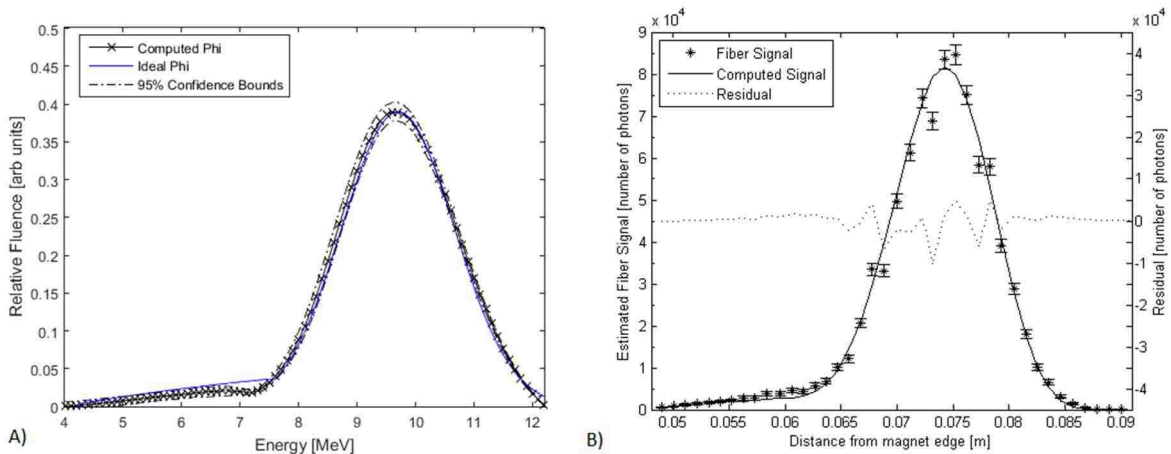 0.5
0.45
0.4
0.35
0.3
0.25
0.2
0.15
0.1
0.05
0
Relative Fluence [arb units]
Computed Phi
Ideal Phi
95% Confidence Bounds
4 5 6 7 8 9 10 11 12
Energy [MeV]
A)
x 10⁴
x 10⁴
9
8
7
6
5
4
3
2
1
0
Estimated Fiber Signal [number of photons]
Fiber Signal
Computed Signal
Residual
4
3
2
1
0
-1
-2
-3
-4
Residual [number of photons]
0.05 0.055 0.06 0.065 0.07 0.075 0.08 0.085 0.09
Distance from magnet edge [m]
B)